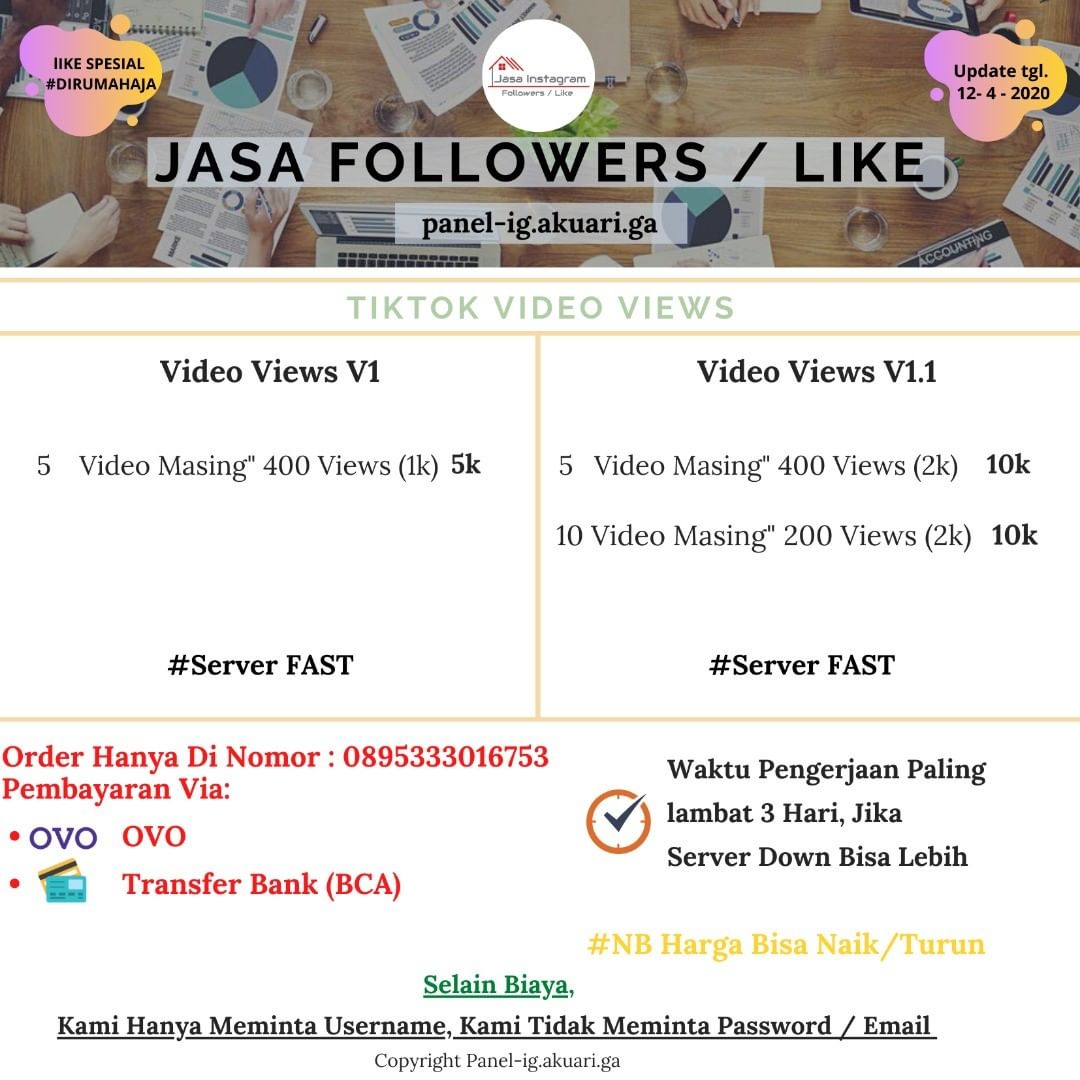 lIKE SPESIAL
#DIRUMAHAJA
Jasa Instagram
Followers / Like
Update tgl.
12- 4 - 2020
JASA FOLLOWERS / LIKE
panel-ig.akuari.ga
MARKE
ACCOUNTING
TIKTOK VIDEO VIEWS
Video Views V1
5 Video Masing" 400 Views (1k) 5k
#Server FAST
Video Views V1.1
5 Video Masing" 400 Views (2k) 10k
10 Video Masing" 200 Views (2k) 10k
#Server FAST
Order Hanya Di Nomor : 0895333016753
Pembayaran Via:
• OVO OVO
• Transfer Bank (BCA)
Waktu Pengerjaan Paling
lambat 3 Hari, Jika
Server Down Bisa Lebih
#NB Harga Bisa Naik/Turun
Selain Biaya,
Kami Hanya Meminta Username, Kami Tidak Meminta Password / Email
Copyright Panel-ig.akuari.ga